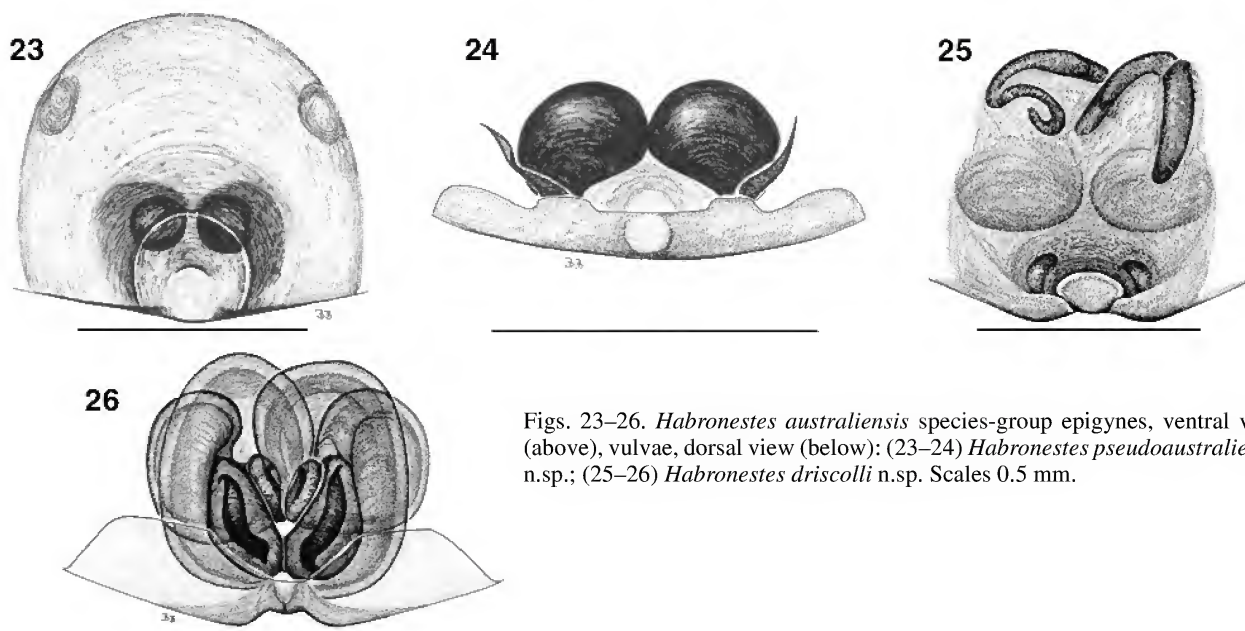 23
24
25
26
Figs. 23–26. Habronestes australiensis species-group epigynes, ventral
(above), vulvae, dorsal view (below): (23–24) Habronestes
n.sp.; (25–26) Habronestes driscolli n.sp. Scales 0.5 mm.